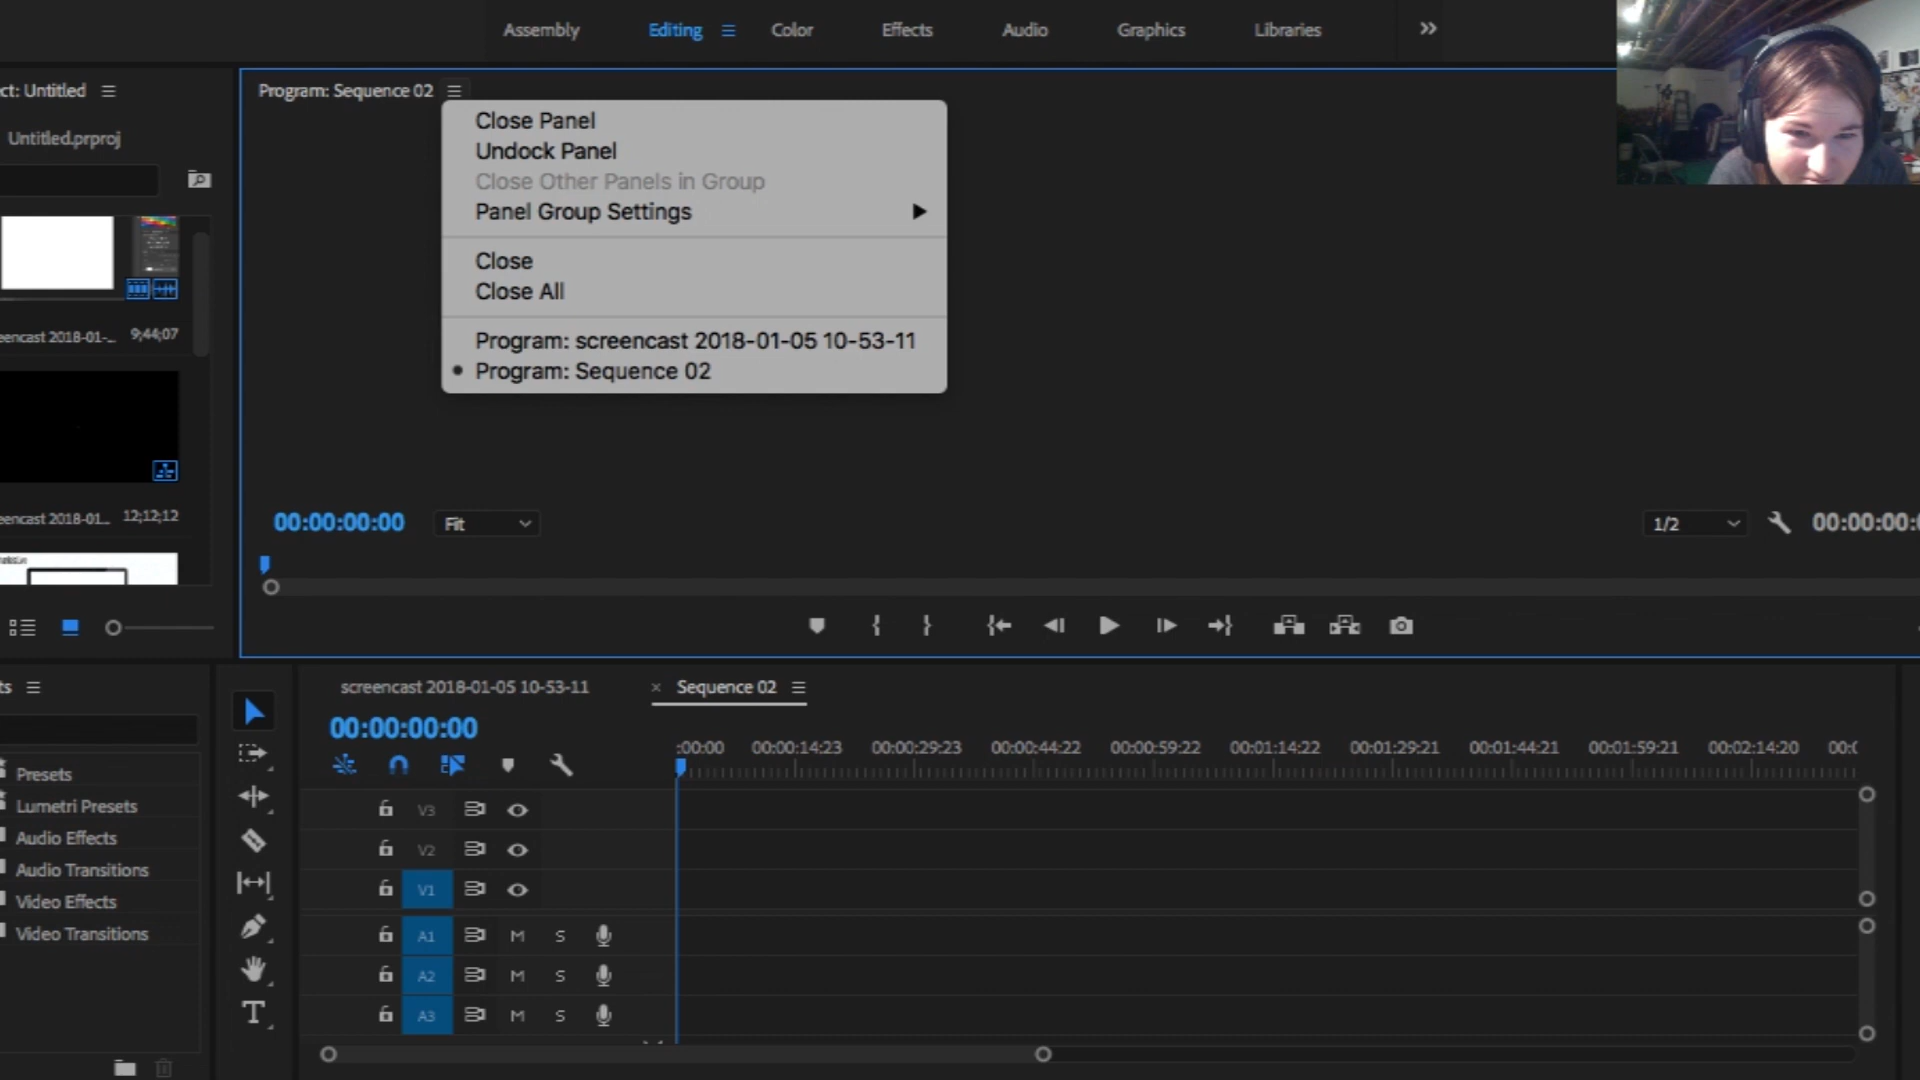 Assembly
Editing
Color
Effects
Audio
Graphics
Libraries
ct: Untitled
Program: Sequence 02
Close Panel
Undock Panel
Close Other Panels in Group
Panel Group Settings
Close
Close All
Program: screencast 2018-01-05 10-53-11
Program: Sequence 02
Untitled.prproj
eencast 2018-01-...
9;44;07
eencast 2018-01...
12;12;12
00:00:00:00
Fit
1/2
00:00:00:
ts
Presets
Lumetri Presets
Audio Effects
Audio Transitions
Video Effects
Video Transitions
screencast 2018-01-05 10-53-11
× Sequence 02
00:00:00:00
:00:00
00:00:14:23
00:00:29:23
00:00:44:22
00:00:59:22
00:01:14:22
00:01:29:21
00:01:44:21
00:01:59:21
00:02:14:20
00:
V3
V2
V1
A1 M S
A2 M S
A3 M S